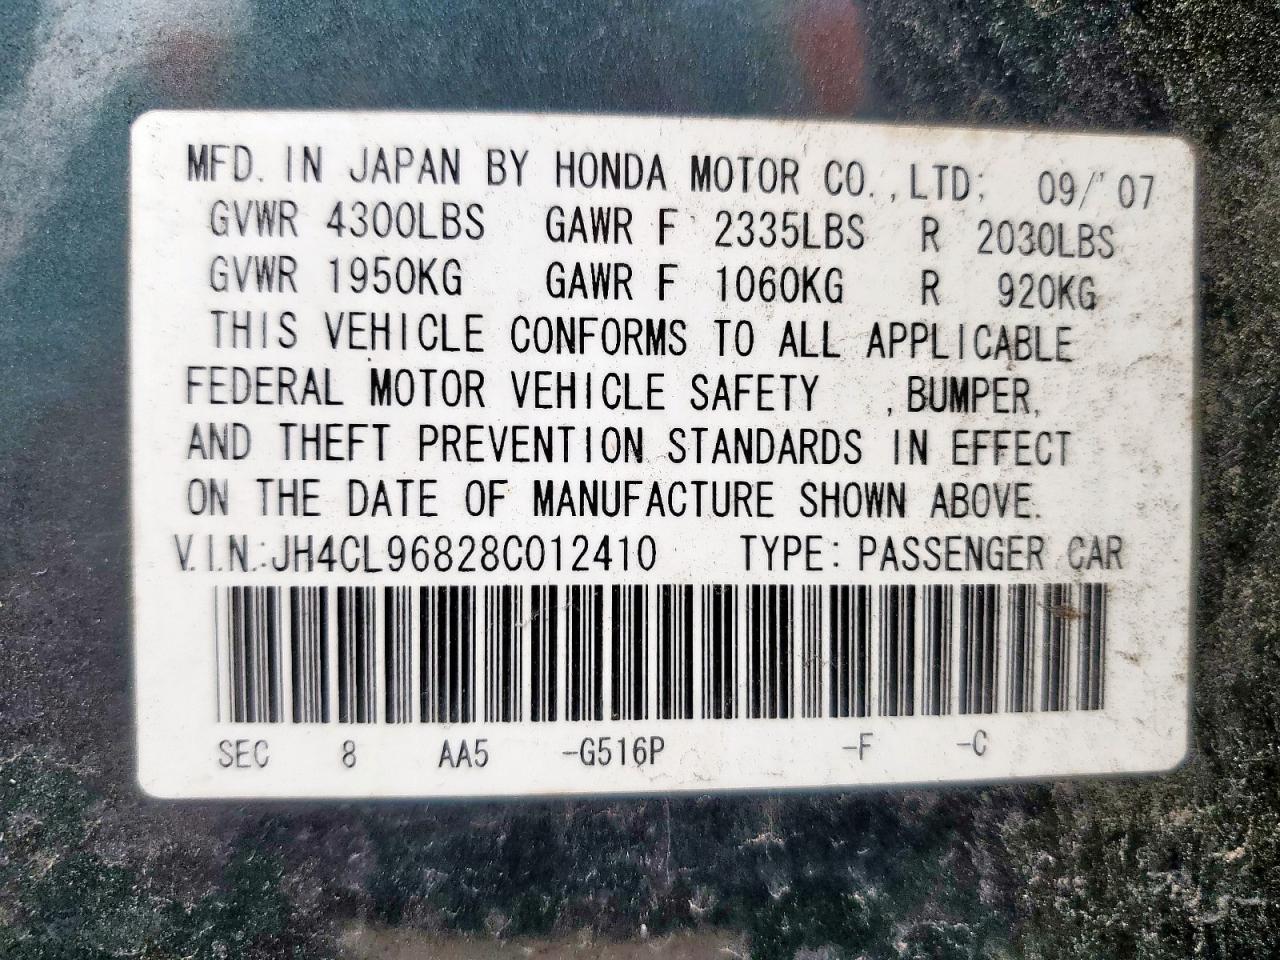 MFD. IN JAPAN BY HONDA MOTOR CO., LTD; 09/'07
GVWR 4300LBS GAWR F 2335LBS R 2030LBS
GVWR 1950KG GAWR F 1060KG R 920KG
THIS VEHICLE CONFORMS TO ALL APPLICABLE
FEDERAL MOTOR VEHICLE SAFETY , BUMPER,
AND THEFT PREVENTION STANDARDS IN EFFECT
ON THE DATE OF MANUFACTURE SHOWN ABOVE.
V.I.N.:JH4CL96828C012410 TYPE: PASSENGER CAR
SEC 8 AA5 -G516P -F -C